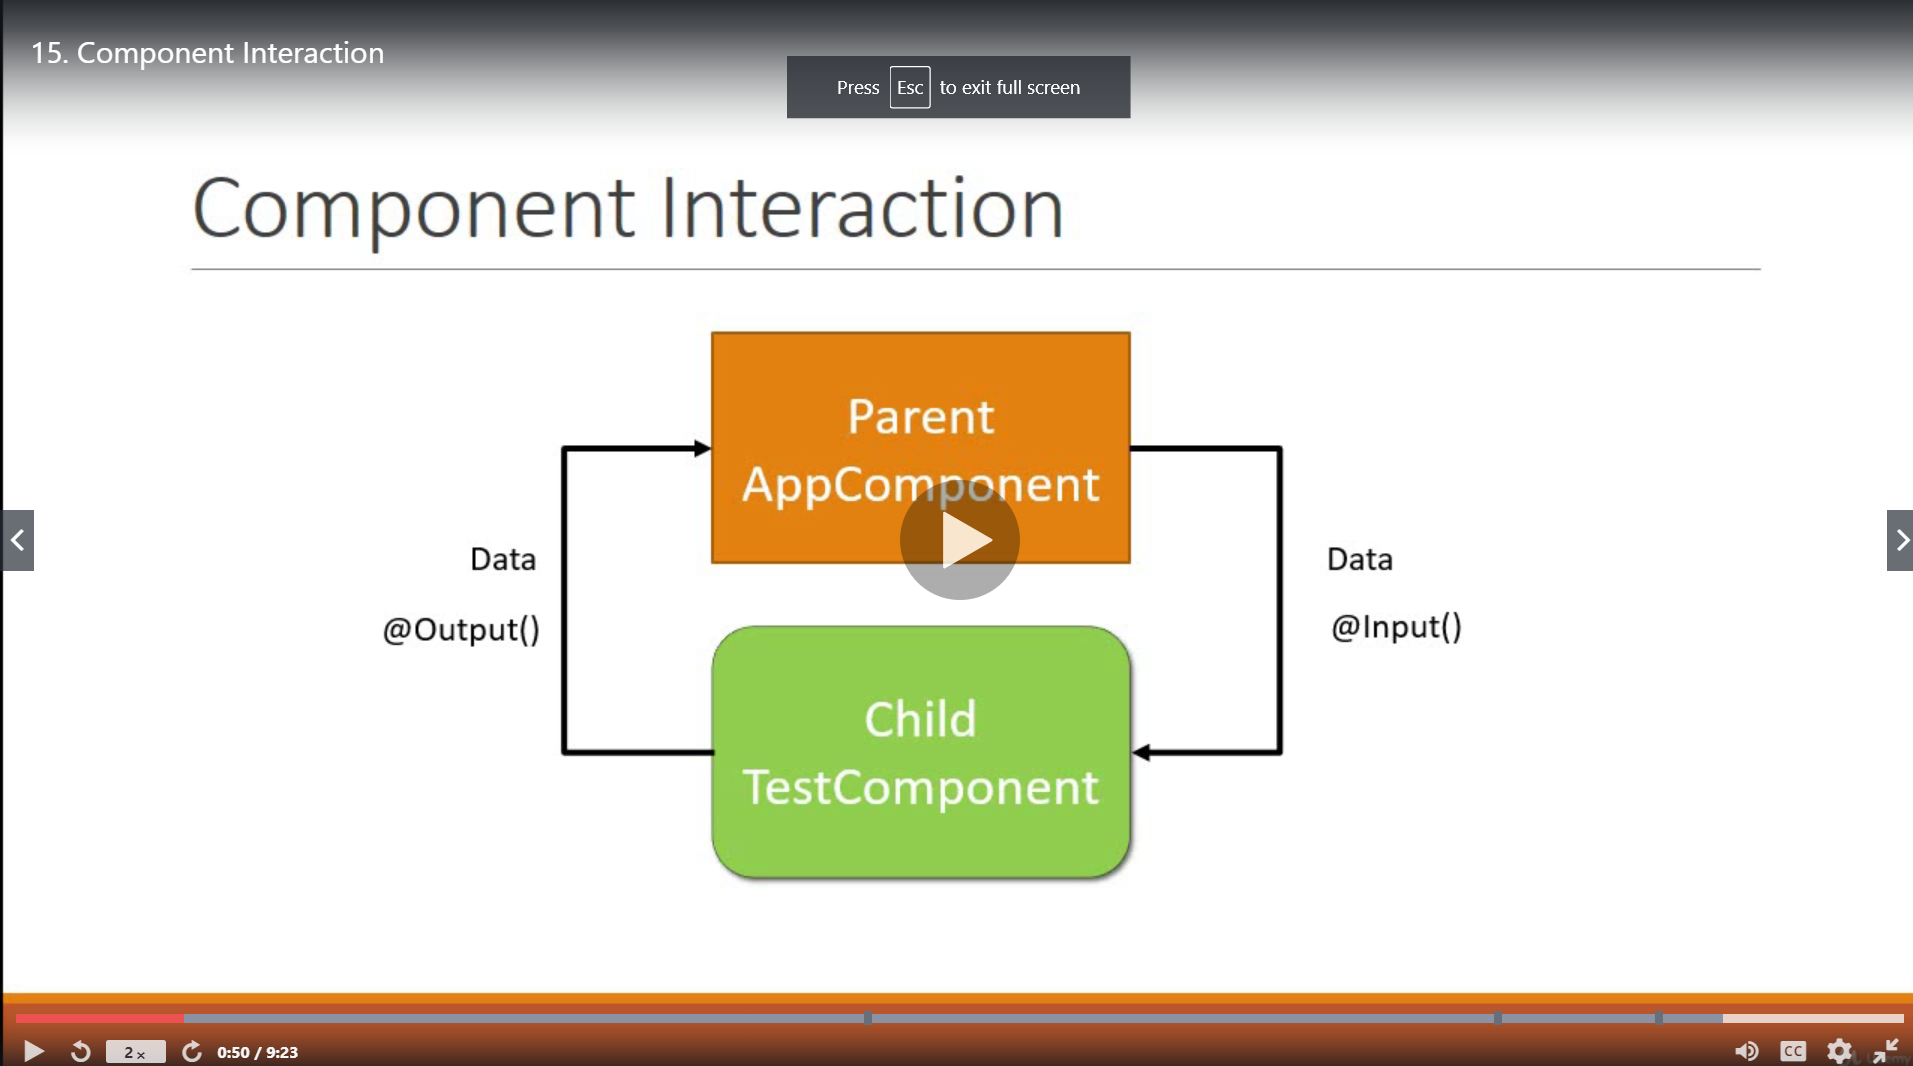 15. Component Interaction
Press Esc to exit full screen
Component Interaction
Parent
AppComponent
Data
@Output()
Data
@Input()
Child
TestComponent
2 x
0:50 / 9:23
CC